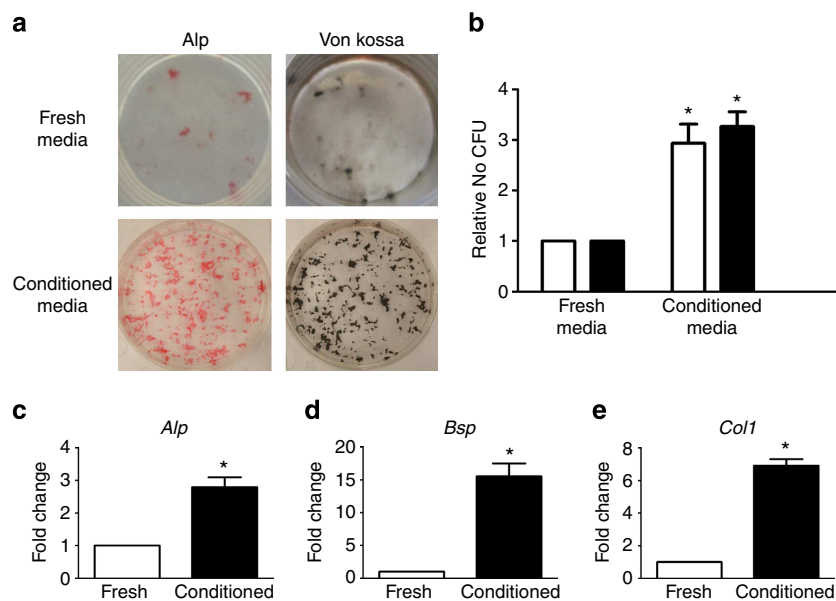 a
Alp
Von kossa
Fresh
media
Conditioned
media
b
Relative No CFU
4
3
2
1
0
*
*
Fresh
media
Conditioned
media
c
Alp
Fold change
4
3
2
1
0
*
Fresh
Conditioned
d
Bsp
Fold change
20
15
10
5
0
*
Fresh
Conditioned
e
Col1
Fold change
8
6
4
2
0
*
Fresh
Conditioned